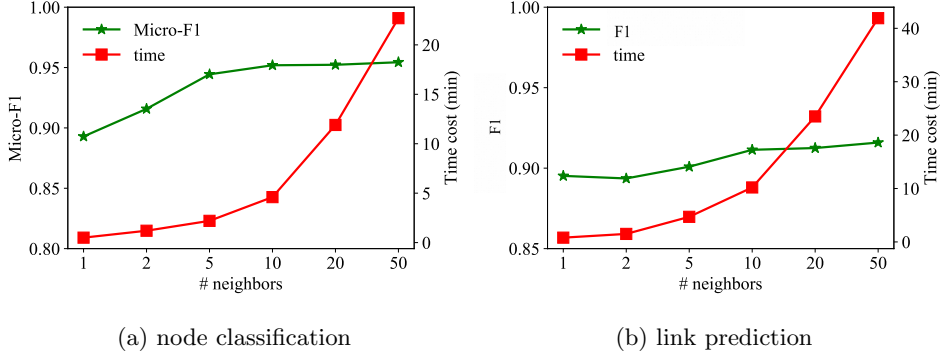 1.00
0.95
0.90
0.85
0.80
Micro-F1
Micro-F1
time
20
15
10
5
0
Time cost (min)
1 2 5 10 20 50
# neighbors
(a) node classification
1.00
0.95
0.90
0.85
F1
F1
time
40
30
20
10
0
Time cost (min)
1 2 5 10 20 50
# neighbors
(b) link prediction